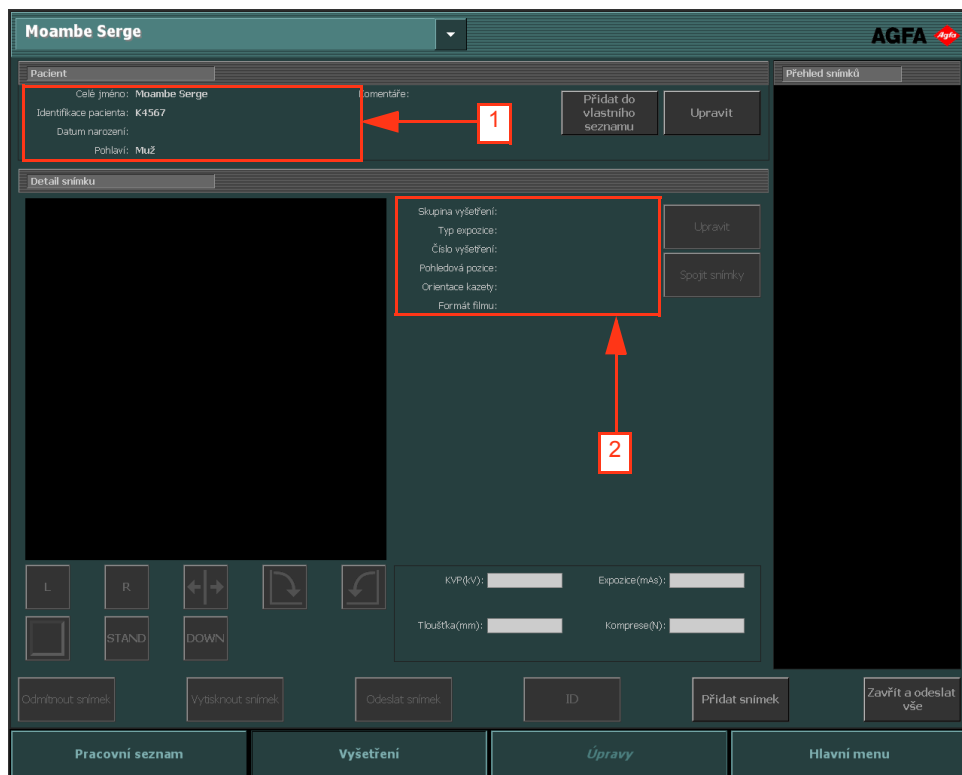 Moambe Serge
AGFA Agfa
Pacient
Přehled snímků
Celé jméno: Moambe Serge
Komentáře:
Identifikace pacienta: K4567
Datum narození:
Pohlaví: Muž
1
Přidat do
vlastního
seznamu
Upravit
Detail snímku
Skupina vyšetření:
Typ expozice:
Číslo vyšetření:
Pohledová pozice:
Orientace kazety:
Formát filmu:
Upravit
Spojit snímky
2
L
R
STAND
DOWN
KVP(kV):
Expozice(mAs):
Tloušťka(mm):
Komprese(N):
Odmítnout snímek
Vytisknout snímek
Odeslat snímek
ID
Přidat snímek
Zavřít a odeslat
vše
Pracovní seznam
Vyšetření
Úpravy
Hlavní menu